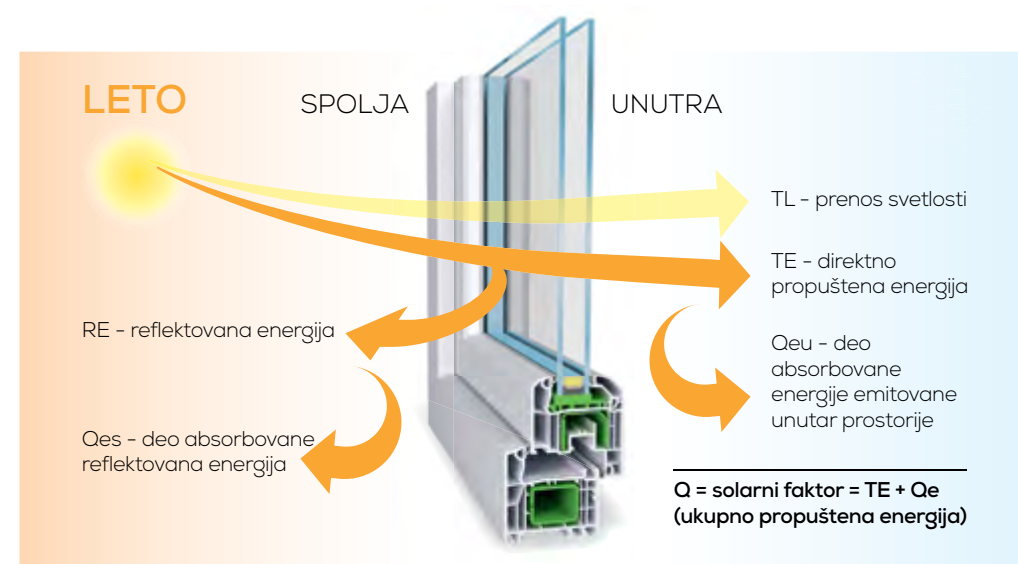 LETO
SPOLJA
UNUTRA
TL - prenos svetlosti
TE - direktno
propuštena energija
RE - reflektovana energija
Qeu - deo
absorbovane
energije emitovane
unutar prostorije
Qes - deo absorbovane
reflektovana energija
Q = solarni faktor = TE + Qe
(ukupno propuštena energija)